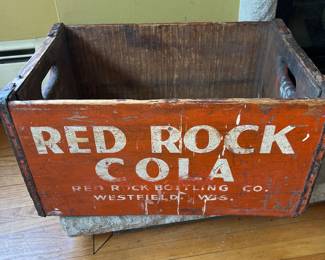 RED ROCK
COLA
RED ROCK BOTTLING CO.
WESTFIELD, WIS.